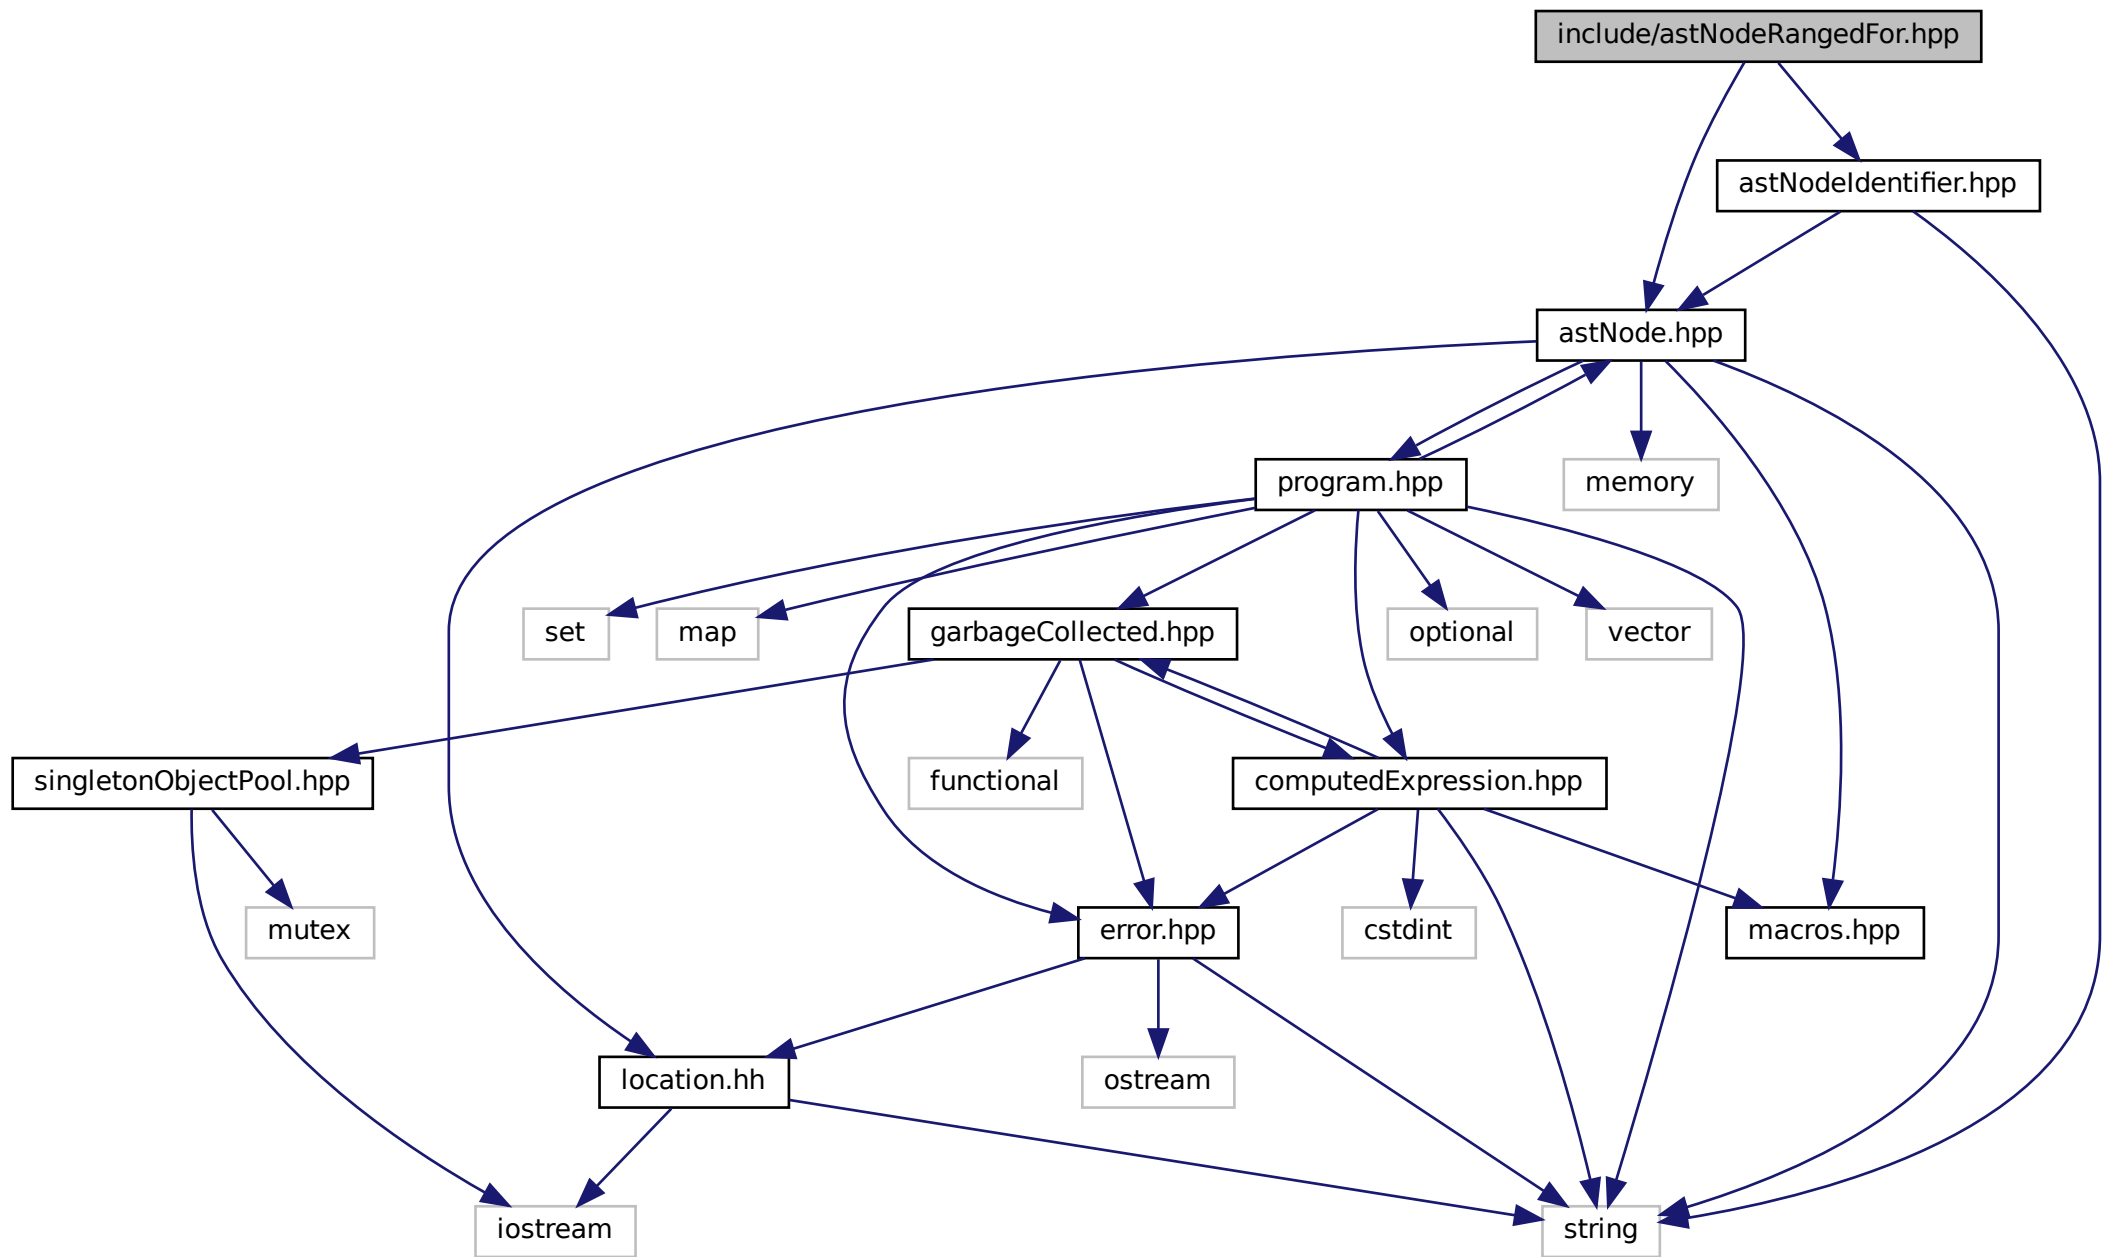 include/astNodeRangedFor.hpp
astNodeIdentifier.hpp
astNode.hpp
program.hpp
memory
set
map
garbageCollected.hpp
optional
vector
singletonObjectPool.hpp
functional
computedExpression.hpp
mutex
error.hpp
cstdint
macros.hpp
location.hh
ostream
iostream
string